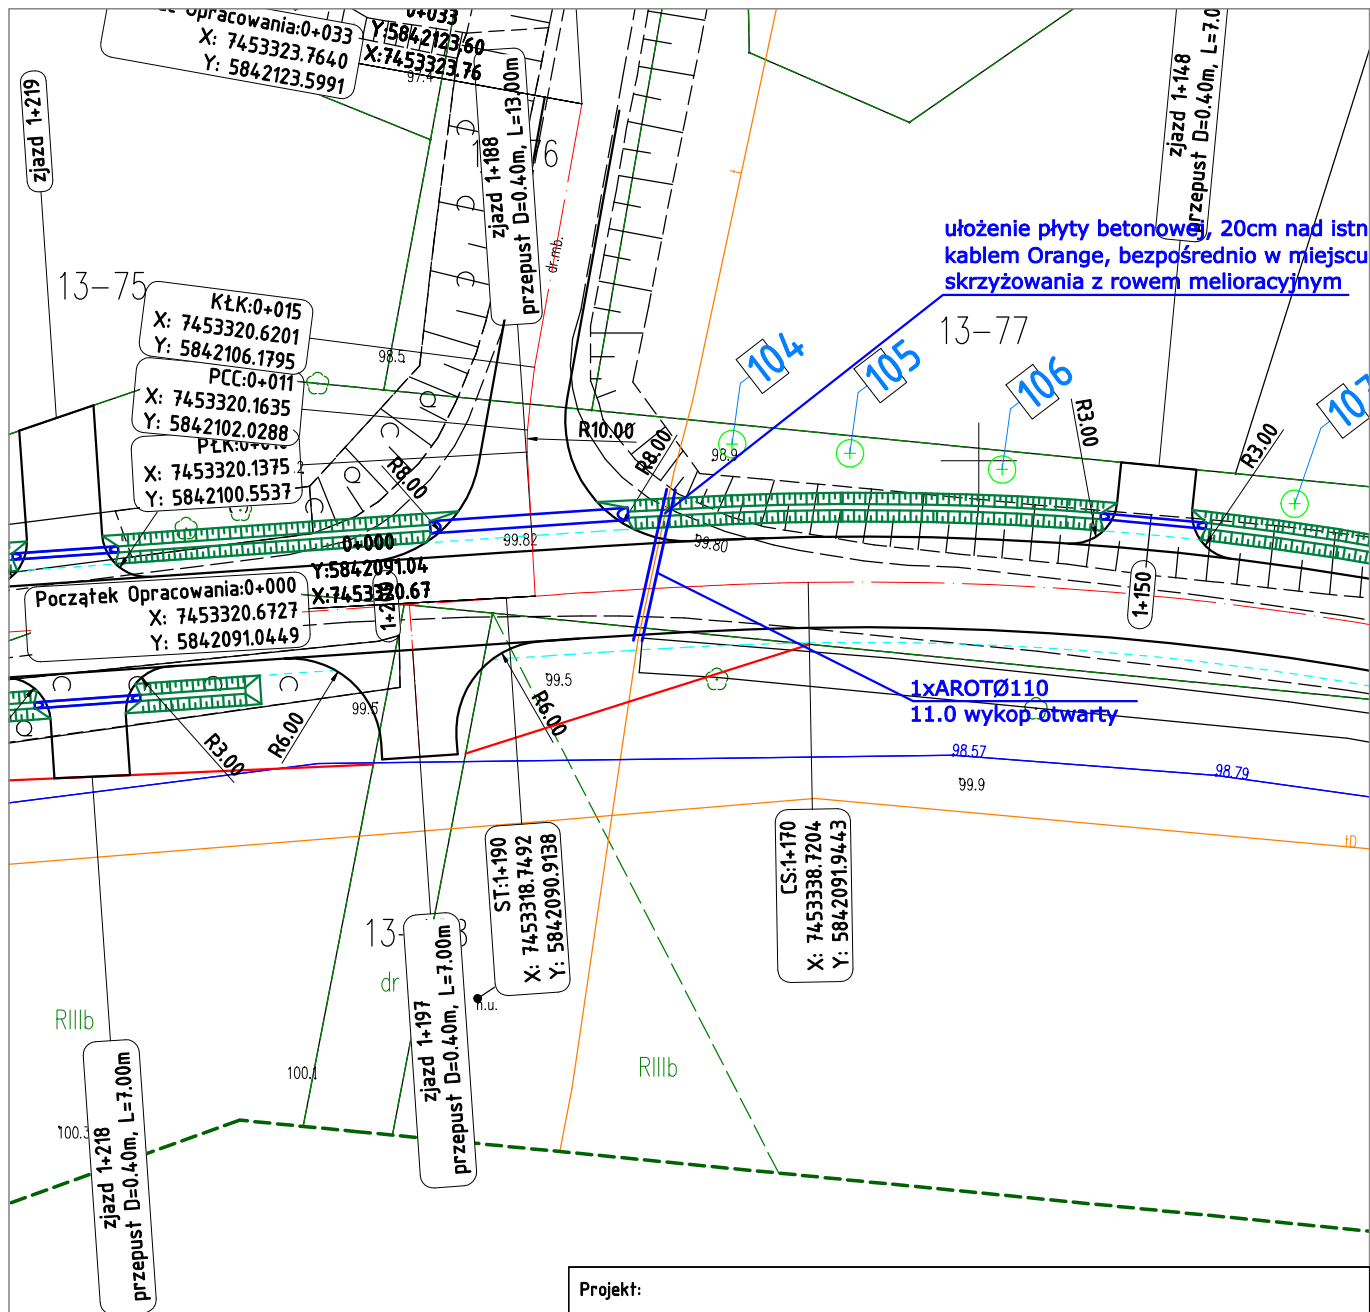 Opracowania:0+033
X: 7453323.7640
Y: 5842123.5991
0+033
Y:5842123.60
X:7453323.76
97.4
zjazd 1+219
zjazd 1+188
przepust D=0.40m, L=13.00m
dr.mb.
t
zjazd 1+148
przepust D=0.40m, L=7.0
ułożenie płyty betonowej, 20cm nad istn
kablem Orange, bezpośrednio w miejscu
skrzyżowania z rowem melioracyjnym
13-75
13-77
KŁK:0+015
X: 7453320.6201
Y: 5842106.1795
98.5
PCC:0+011
X: 7453320.1635
Y: 5842102.0288
X: 7453320.1375
Y: 5842100.5537
104
105
106
107
R10.00
R8.00
R8.00
98.9
R3.00
R3.00
99.82
99.80
0+000
Y:5842091.04
X:7453320.67
Początek Opracowania:0+000
X: 7453320.6727
Y: 5842091.0449
1+150
99.5
99.5
R3.00
R6.00
R6.00
1xAROTØ110
11.0 wykop otwarty
98.57
98.79
99.9
tD
ST:1+190
X: 7453318.7492
Y: 5842090.9138
CS:1+170
X: 7453338.7204
Y: 5842091.9443
dr
n.u.
zjazd 1+197
przepust D=0.40m, L=7.00m
RIIIb
RIIIb
100.1
100.3
zjazd 1+218
przepust D=0.40m, L=7.00m
Projekt: